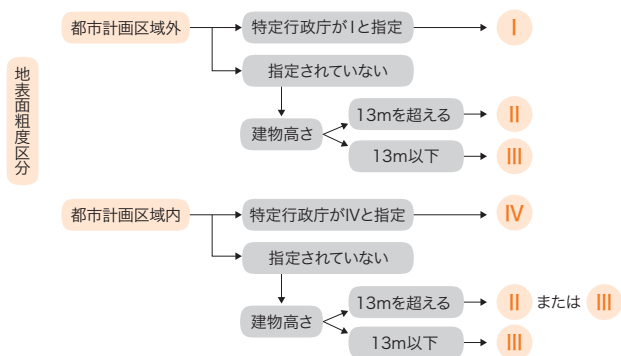 地表面粗度区分
都市計画区域外
特定行政庁がIと指定
I
指定されていない
建物高さ
13mを超える
II
13m以下
III
都市計画区域内
特定行政庁がIVと指定
IV
指定されていない
建物高さ
13mを超える
II または III
13m以下
III